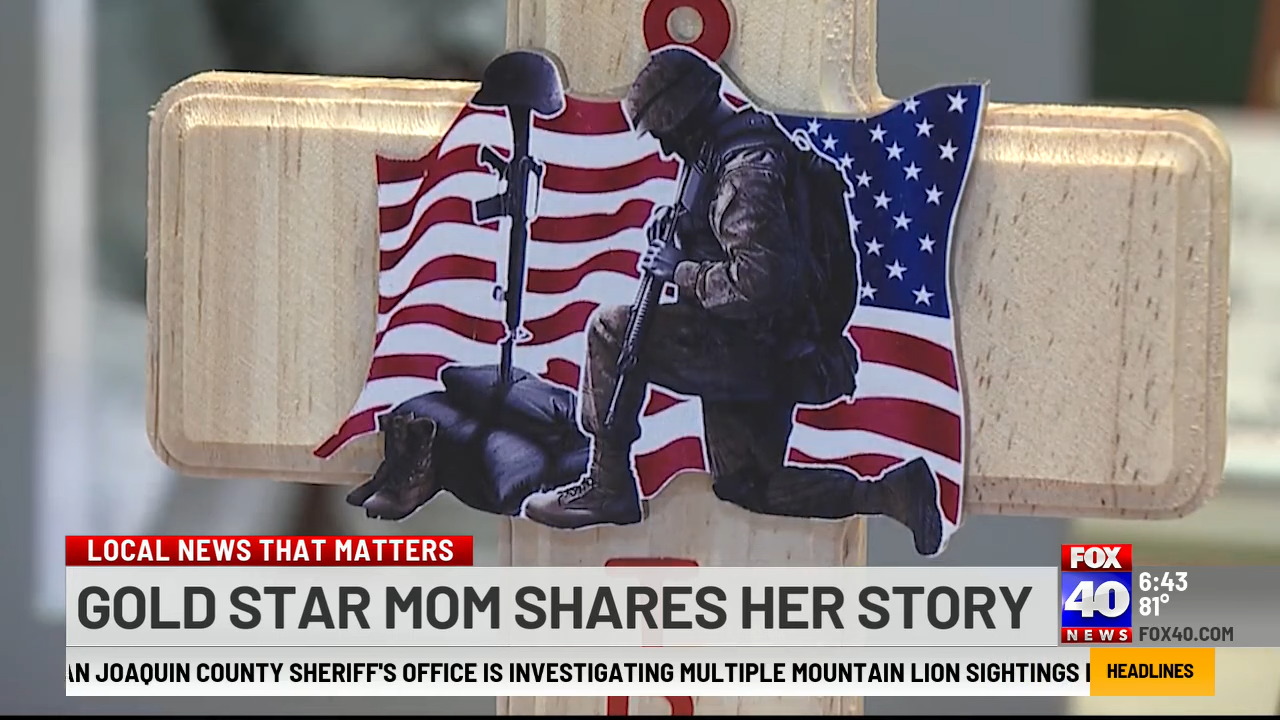 LOCAL NEWS THAT MATTERS
GOLD STAR MOM SHARES HER STORY
AN JOAQUIN COUNTY SHERIFF'S OFFICE IS INVESTIGATING MULTIPLE MOUNTAIN LION SIGHTINGS
HEADLINES
FOX
40
NEWS
6:43
81°
FOX40.COM